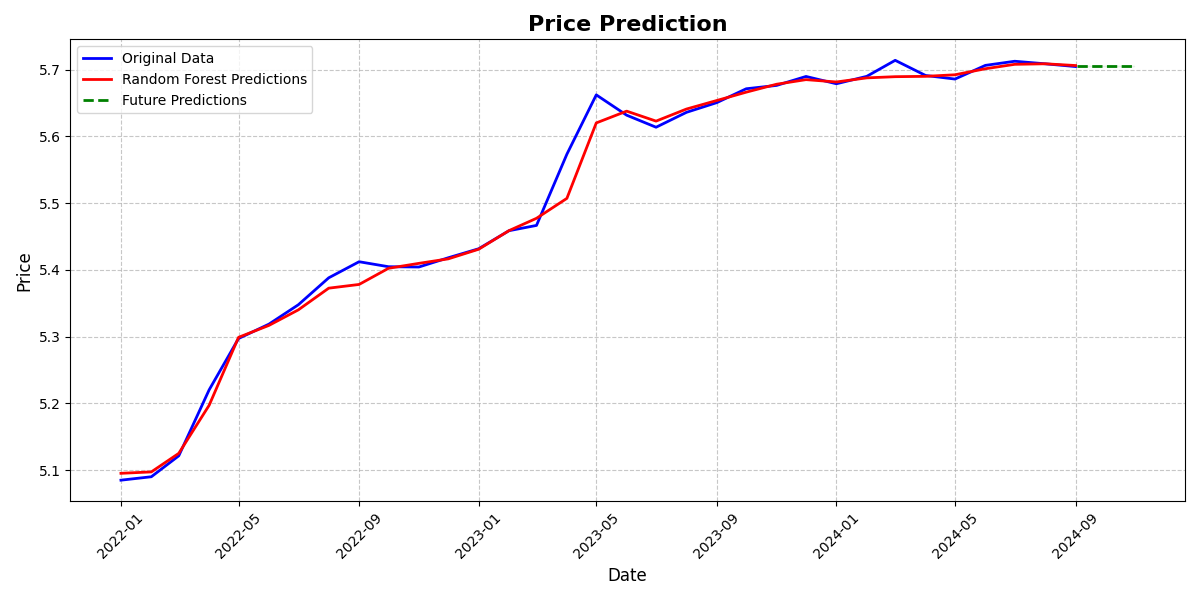 Price Prediction
Original Data
Random Forest Predictions
Future Predictions
Price
5.7
5.6
5.5
5.4
5.3
5.2
5.1
2022-01
2022-05
2022-09
2023-01
2023-05
2023-09
2024-01
2024-05
2024-09
Date